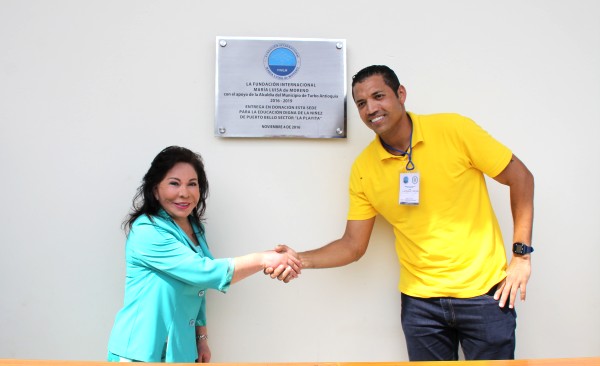 LA FUNDACIÓN INTERNACIONAL
MARÍA LUISA de MORENO
con el apoyo de la Alcaldía del Municipio de Turbo Antioquia
2016 - 2019
ENTREGA EN DONACIÓN ESTA SEDE
PARA LA EDUCACIÓN DIGNA DE LA NIÑEZ
DE PUERTO BELLO SECTOR "LA PLAYITA"
NOVIEMBRE 4 DE 2016